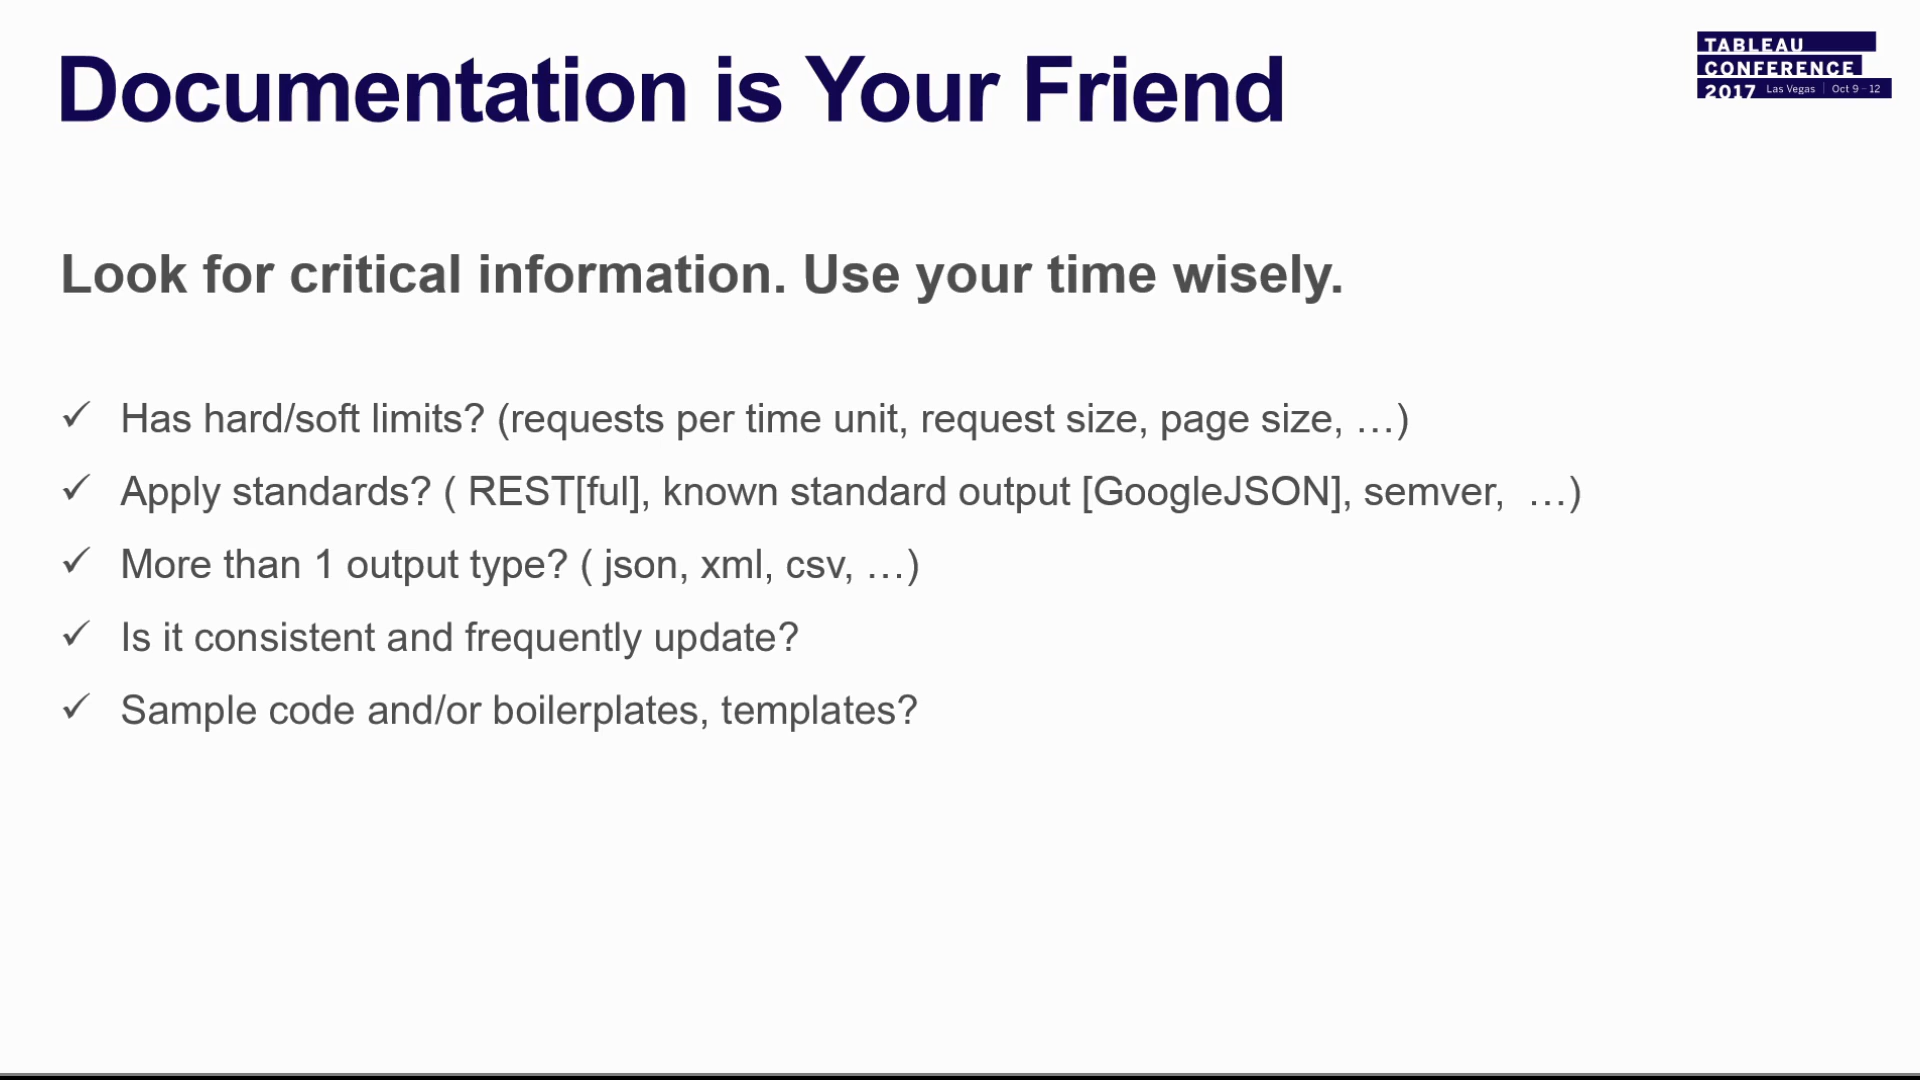 Documentation is Your Friend
TABLEAU
CONFERENCE
2017 Las Vegas | Oct 9 - 12
Look for critical information. Use your time wisely.
✓ Has hard/soft limits? (requests per time unit, request size, page size, …)
✓ Apply standards? ( REST[ful], known standard output [GoogleJSON], semver,  …)
✓ More than 1 output type? ( json, xml, csv, …)
✓ Is it consistent and frequently update?
✓ Sample code and/or boilerplates, templates?